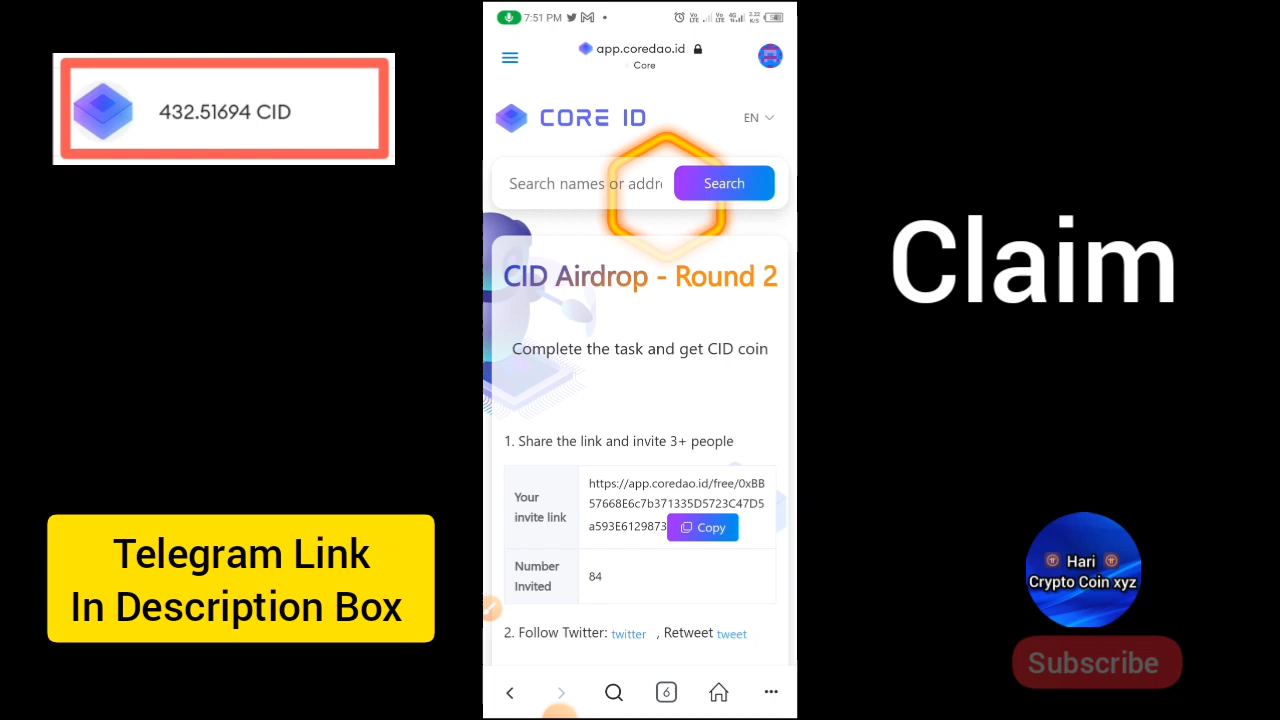 432.51694 CID
Telegram Link
In Description Box
7:51 PM
app.coredao.id
Core
CORE ID
EN
Search names or addre
Search
CID Airdrop - Round 2
Complete the task and get CID coin
1. Share the link and invite 3+ people
Your
invite link
https://app.coredao.id/free/0xBB
57668E6c7b371335D5723C47D5
a593E6129873
Copy
Number
Invited
84
2. Follow Twitter: twitter , Retweet tweet
6
Claim
Hari
Crypto Coin xyz
Subscribe